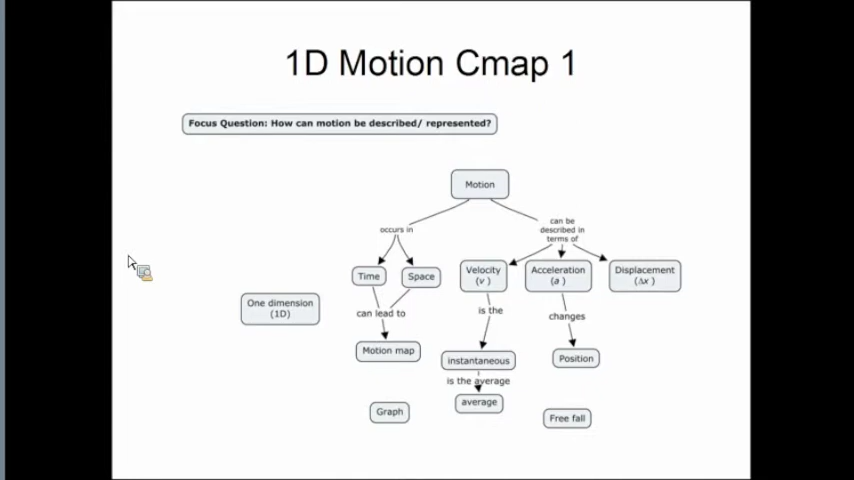 1D Motion Cmap 1
Focus Question: How can motion be described/ represented?
Motion
occurs in
can be
described in
terms of
Time
Space
Velocity
(v )
Acceleration
(a )
Displacement
(Δx )
One dimension
(1D)
can lead to
is the
changes
Motion map
instantaneous
Position
is the average
average
Graph
Free fall